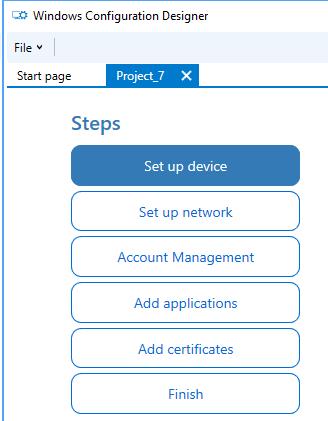 Windows Configuration Designer
File
Start page
Project_7
Steps
Set up device
Set up network
Account Management
Add applications
Add certificates
Finish